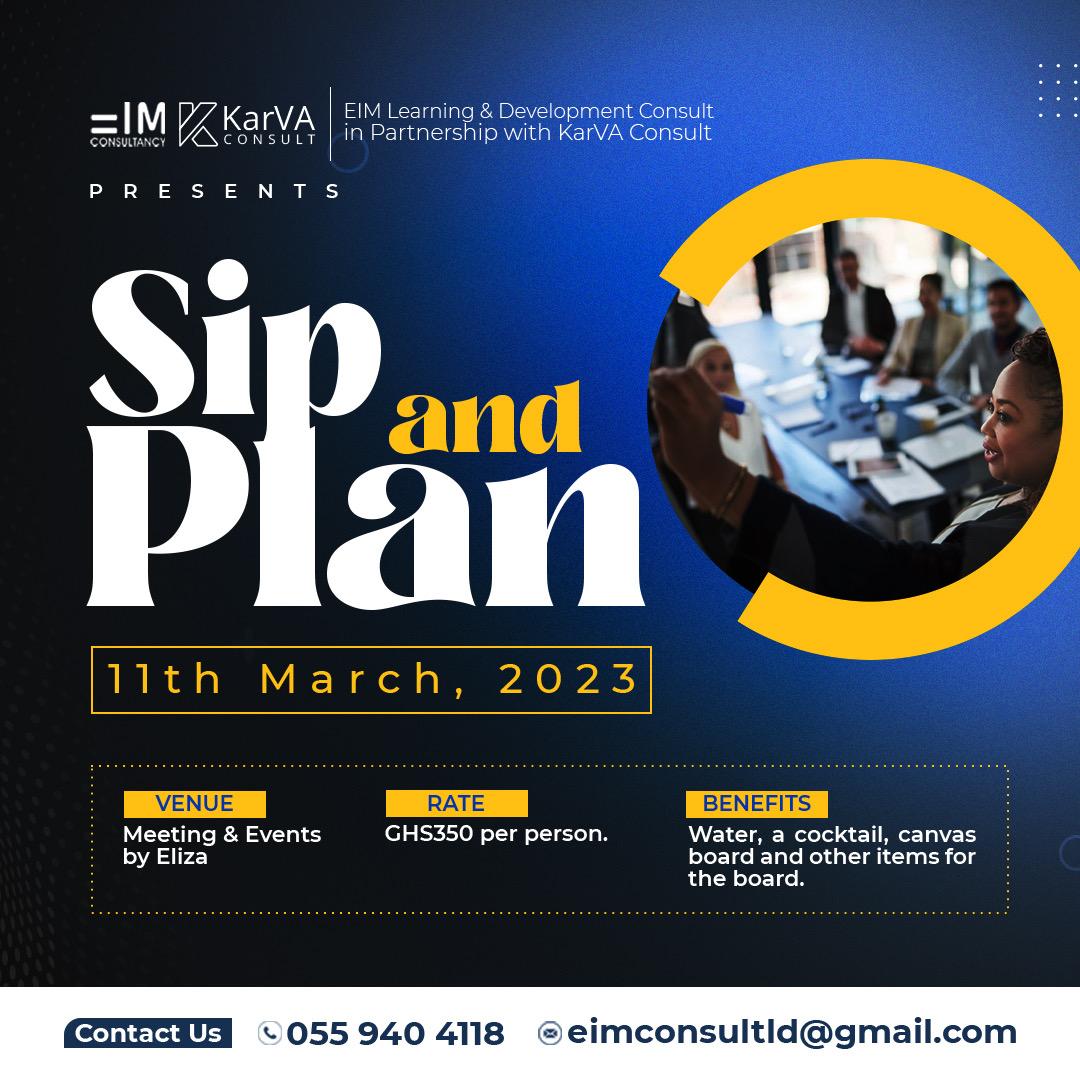 =IM
CONSULTANCY
KarVA
CONSULT
EIM Learning & Development Consult
in Partnership with KarVA Consult
PRESENTS
Sip
and
Plan
11th March, 2023
VENUE
Meeting & Events
by Eliza
RATE
GHS350 per person.
BENEFITS
Water, a cocktail, canvas
board and other items for
the board.
Contact Us
055 940 4118
eimconsultld@gmail.com